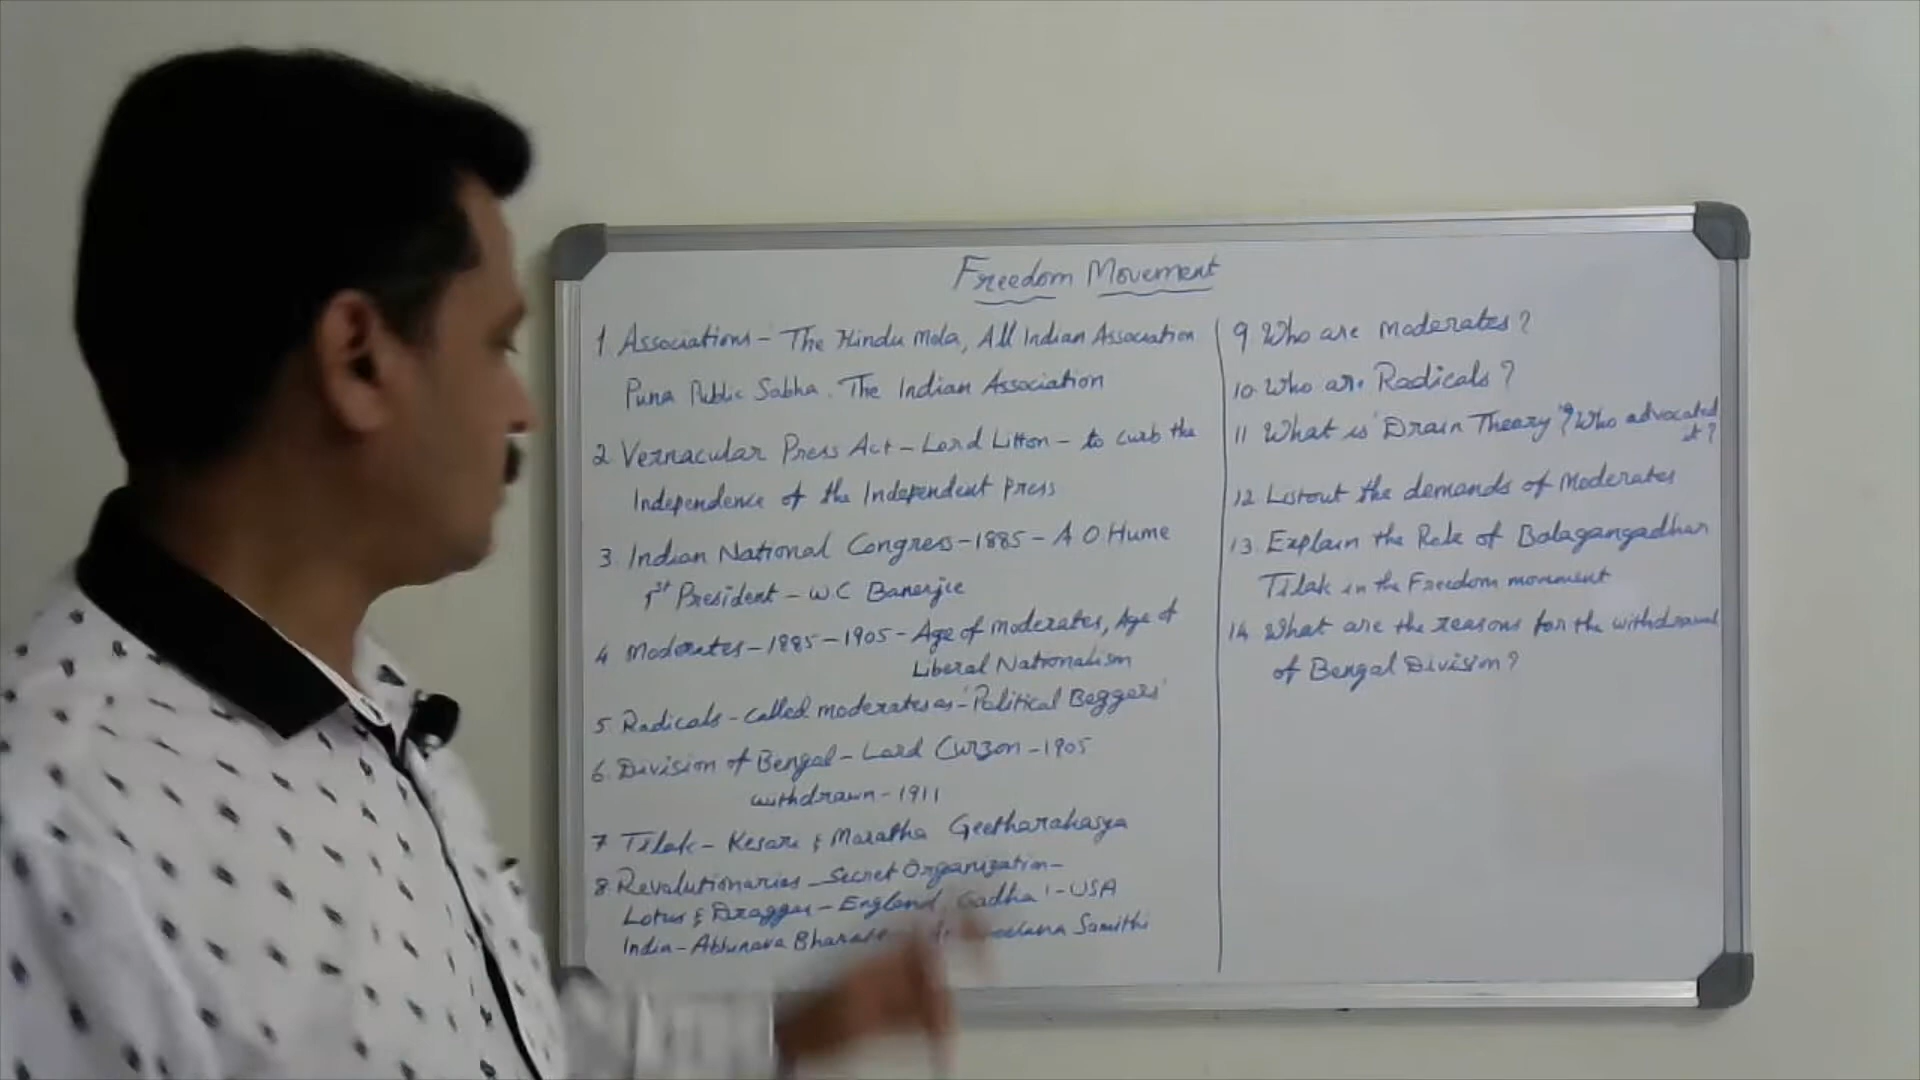 Freedom Movement
1 Associations - The Hindu Mela, All Indian Association
Puna Public Sabha. The Indian Association
2 Vernacular Press Act - Lord Litton - to curb the
Independence of the Independent Press
3 Indian National Congress - 1885 - A O Hume
1st President - W C Banerjee
4 Moderates - 1885 - 1905 - Age of Moderates, Age of
Liberal Nationalism
5 Radicals - called moderates as - 'Political Beggers'
6 Division of Bengal - Lord Curzon - 1905
withdrawn - 1911
7 Tilak - Kesari & Maratha Geetharahasya
8 Revalutionaries - Secret Organization -
Lotus & Dragger - England, Gadha' - USA
India - Abhinava Bharat Samithi
9 Who are Moderates?
10 Who are Radicals?
11 What is 'Drain Theory'? Who advocated
it?
12 Listout the demands of Moderates
13 Explain the Role of Balagangadhar
Tilak in the Freedom movement
14 What are the reasons for the withdrawal
of Bengal Division?